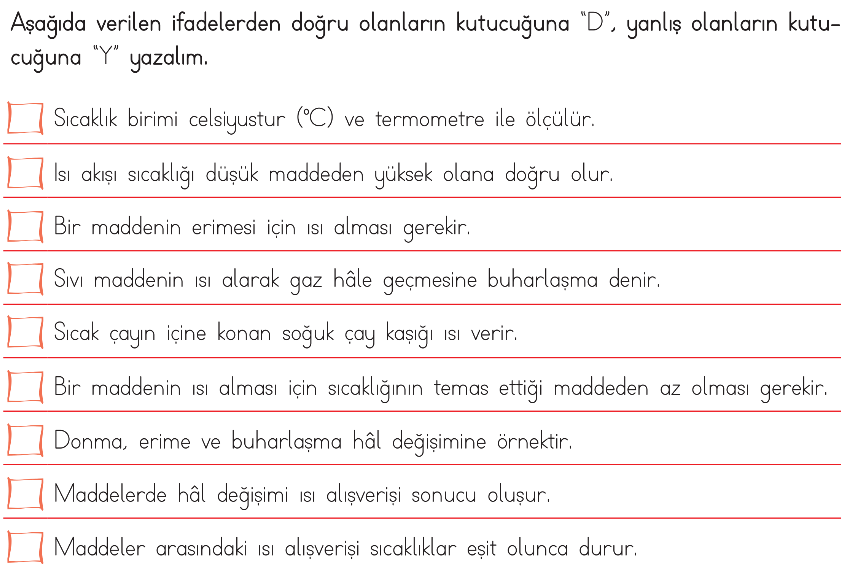 Aşağıda verilen ifadelerden doğru olanların kutucuğuna "D", yanlış olanların kutu-
cuğuna "Y" yazalım.
Sıcaklık birimi celsiyustur (°C) ve termometre ile ölçülür.
Isı akışı sıcaklığı düşük maddeden yüksek olana doğru olur.
Bir maddenin erimesi için ısı alması gerekir.
Sıvı maddenin ısı alarak gaz hâle geçmesine buharlaşma denir.
Sıcak çayın içine konan soğuk çay kaşığı ısı verir.
Bir maddenin ısı alması için sıcaklığının temas ettiği maddeden az olması gerekir.
Donma, erime ve buharlaşma hâl değişimine örnektir.
Maddelerde hâl değişimi ısı alışverişi sonucu oluşur.
Maddeler arasındaki ısı alışverişi sıcaklıklar eşit olunca durur.